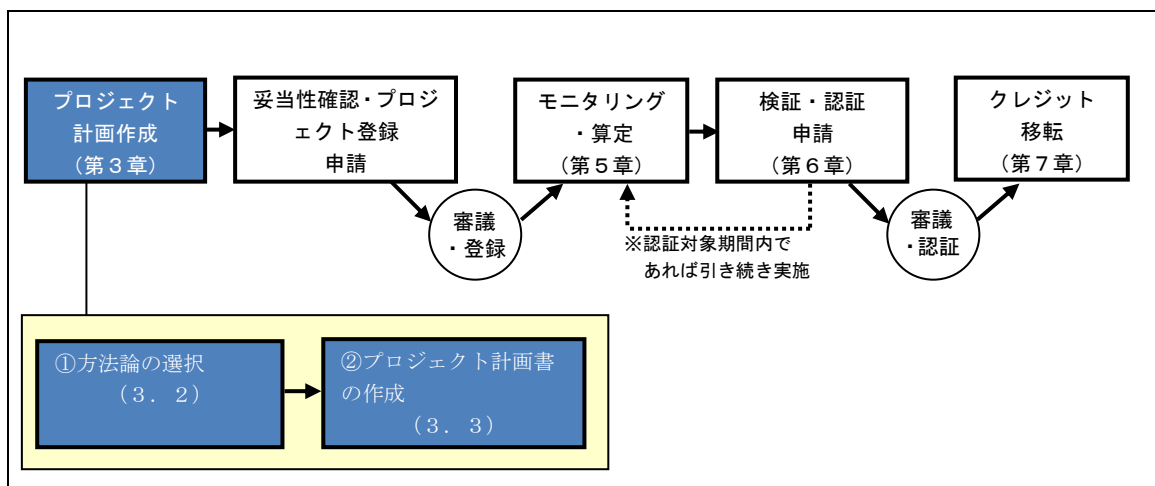 プロジェクト
計画作成
（第３章）
妥当性確認・プロジ
ェクト登録
申請
審議
・登録
モニタリング
・算定
（第５章）
検証・認証
申請
（第６章）
審議
・認証
クレジット
移転
（第７章）
※認証対象期間内で
あれば引き続き実施
①方法論の選択
（３．２）
②プロジェクト計画書
の作成
（３．３）